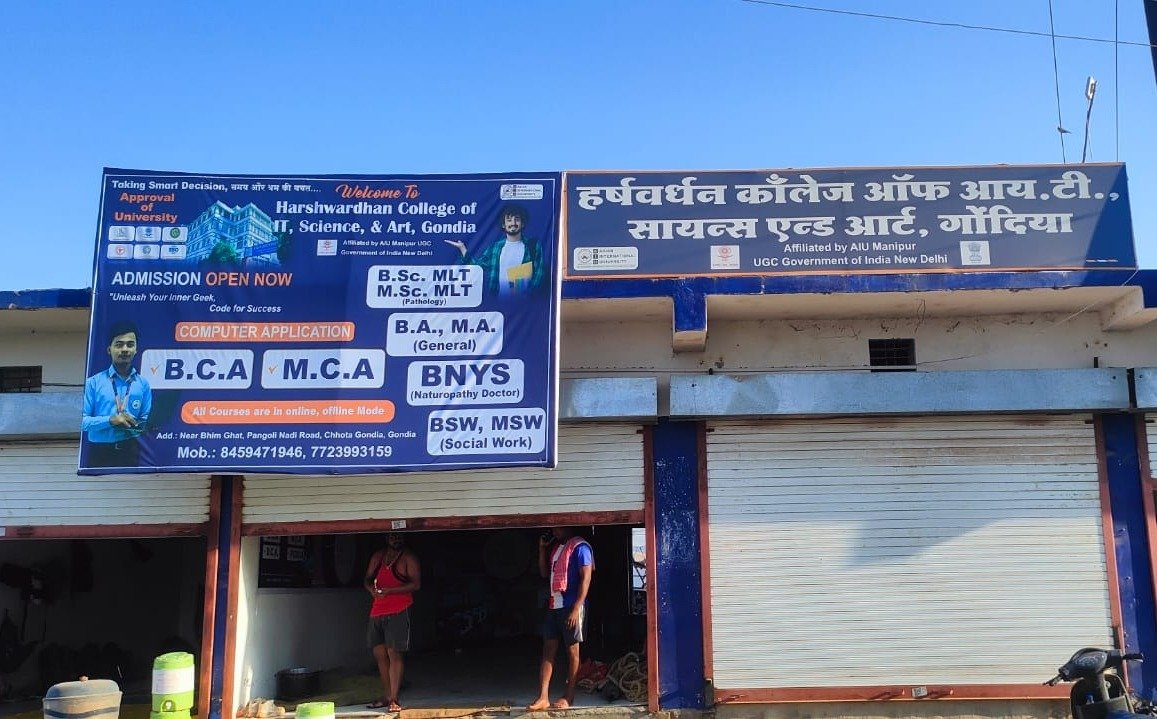 Taking Smart Decision, समय और श्रम की बचत....
Approval
of
University
Welcome To
Harshwardhan College of
IT, Science, & Art, Gondia
Affiliated by AIU Manipur UGC
Government of India New Delhi
ADMISSION OPEN NOW
"Unleash Your Inner Geek,
Code for Success
B.Sc. MLT
M.Sc. MLT
(Pathology)
COMPUTER APPLICATION
B.A., M.A.
(General)
B.C.A
M.C.A
BNYS
(Naturopathy Doctor)
All Courses are in online, offline Mode
BSW, MSW
(Social Work)
Add.: Near Bhim Ghat, Pangoli Nadi Road, Chhota Gondia, Gondia
Mob.: 8459471946, 7723993159
हर्षवर्धन कॉलेज ऑफ आय.टी.,
सायन्स एन्ड आर्ट, गोंदिया
ASIAN
INTERNATIONAL
UNIVERSITY
Affiliated by AIU Manipur
UGC Government of India New Delhi